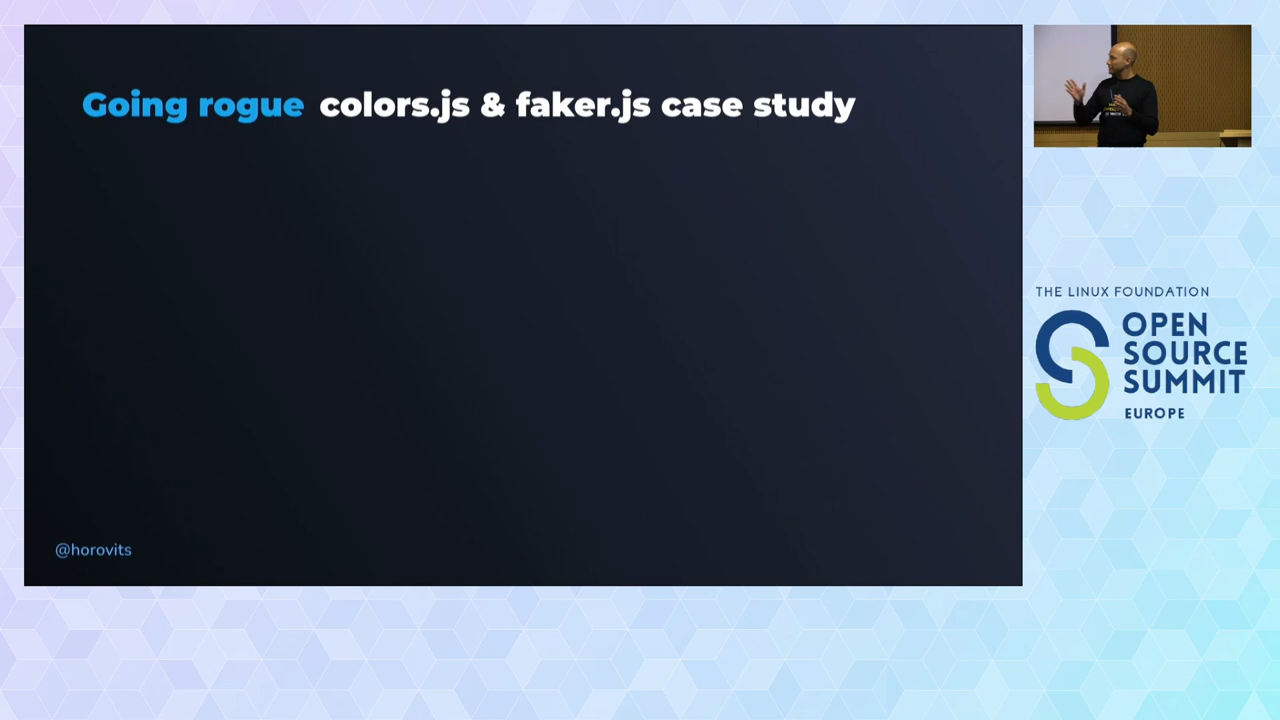 Going rogue colors.js & faker.js case study
@horovits
THE LINUX FOUNDATION
OPEN
SOURCE
SUMMIT
EUROPE